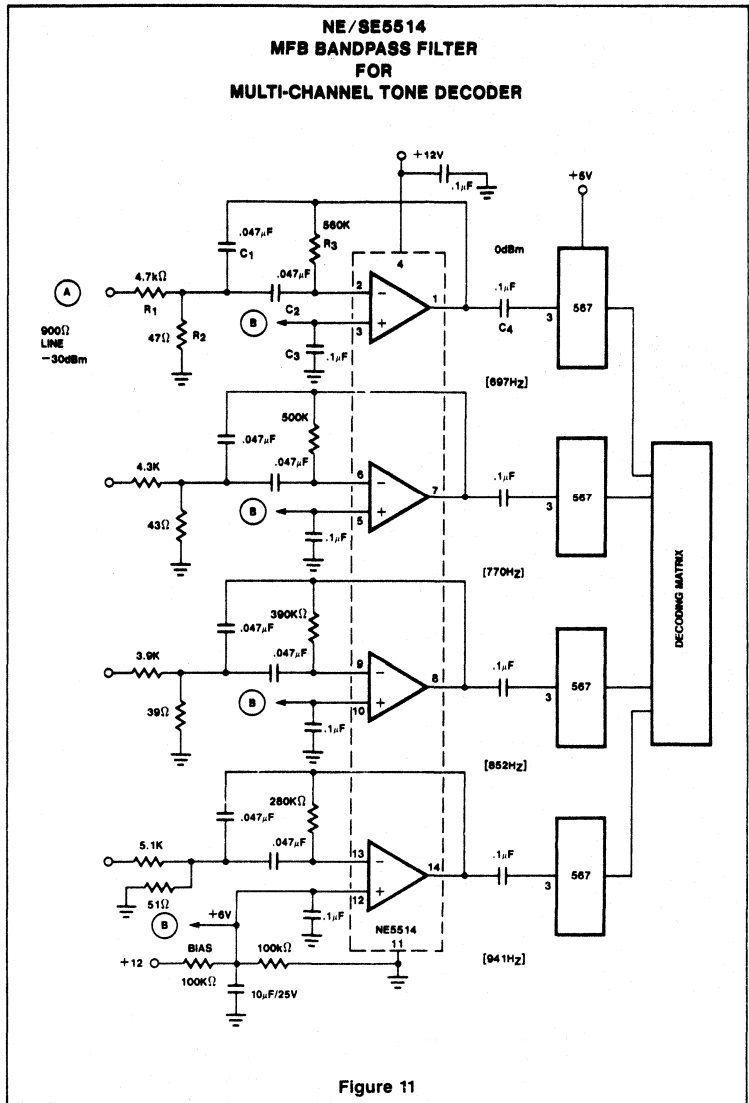 NE/SE5514
MFB BANDPASS FILTER
FOR
MULTI-CHANNEL TONE DECODER
+12V
.1μF
+5V
4
.047μF
C1
560K
R3
0dBm
4.7kΩ
.047μF
2
−
1
.1μF
567
A
R1
C2
B
3
+
C4
3
900Ω
LINE
−30dBm
47Ω
R2
C3
.1μF
[697HZ]
500K
.047μF
4.3K
.047μF
6
−
7
.1μF
567
B
5
+
3
43Ω
.1μF
[770HZ]
DECODING MATRIX
390KΩ
.047μF
3.9K
.047μF
9
−
8
.1μF
567
B
10
+
3
39Ω
.1μF
[852HZ]
280KΩ
.047μF
5.1K
.047μF
13
−
14
.1μF
567
12
+
3
51Ω
B
+6V
.1μF
NE5514
11
+12
BIAS
100kΩ
[941HZ]
100KΩ
10μF/25V
Figure 11